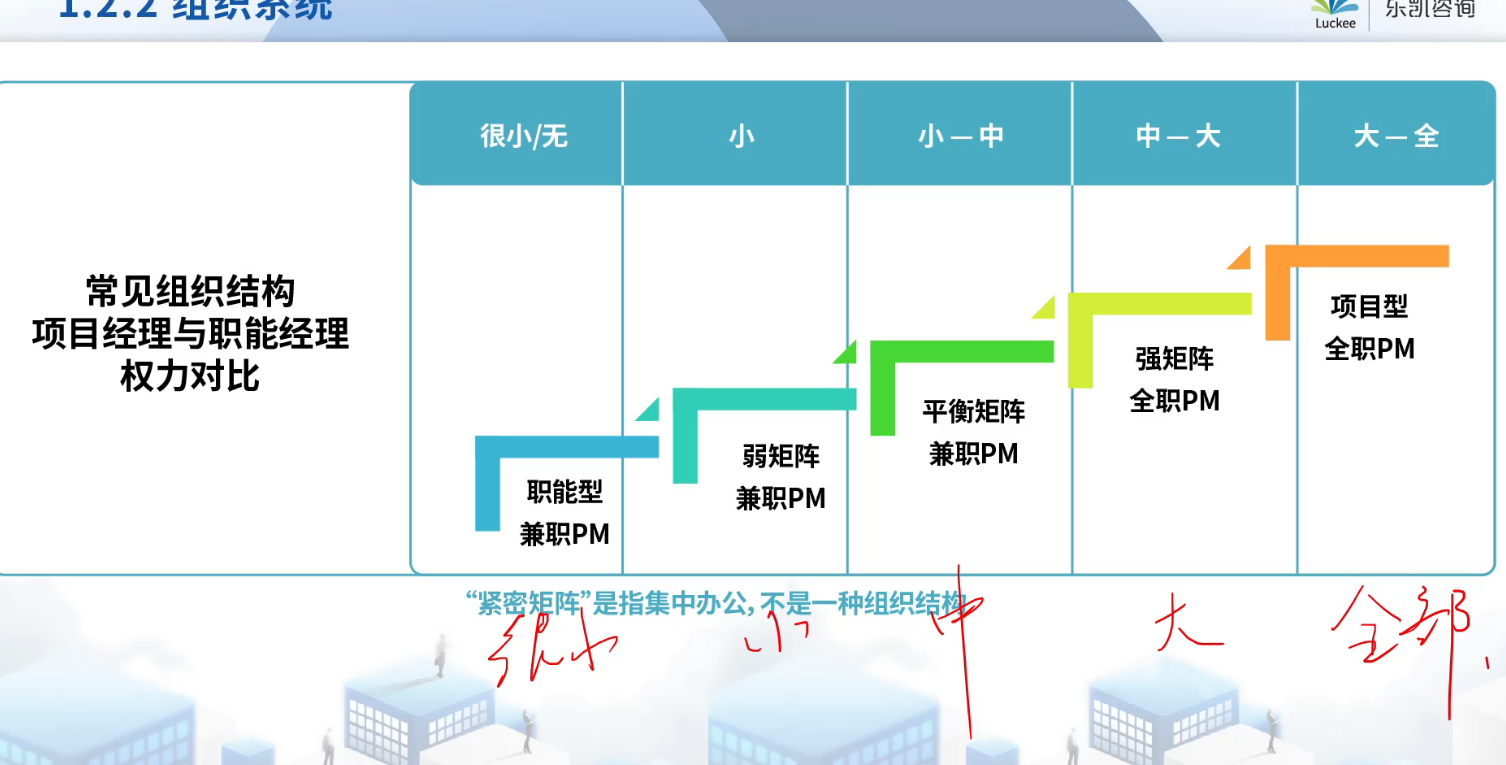 1.2.2 组织系统
Luckee
乐凯咨询
很小/无
小
小 — 中
中 — 大
大 — 全
常见组织结构
项目经理与职能经理
权力对比
职能型
兼职PM
弱矩阵
兼职PM
平衡矩阵
兼职PM
强矩阵
全职PM
项目型
全职PM
“紧密矩阵”是指集中办公, 不是一种组织结构
很小
小
中
大
全部